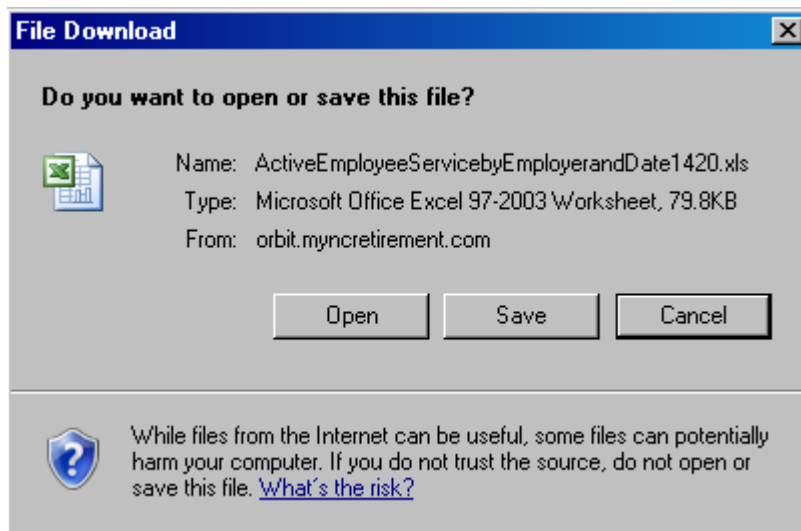 File Download
Do you want to open or save this file?
Name: ActiveEmployeeServicebyEmployerandDate1420.xls
Type: Microsoft Office Excel 97-2003 Worksheet, 79.8KB
From: orbit.myncretirement.com
Open Save Cancel
While files from the Internet can be useful, some files can potentially
harm your computer. If you do not trust the source, do not open or
save this file. What's the risk?